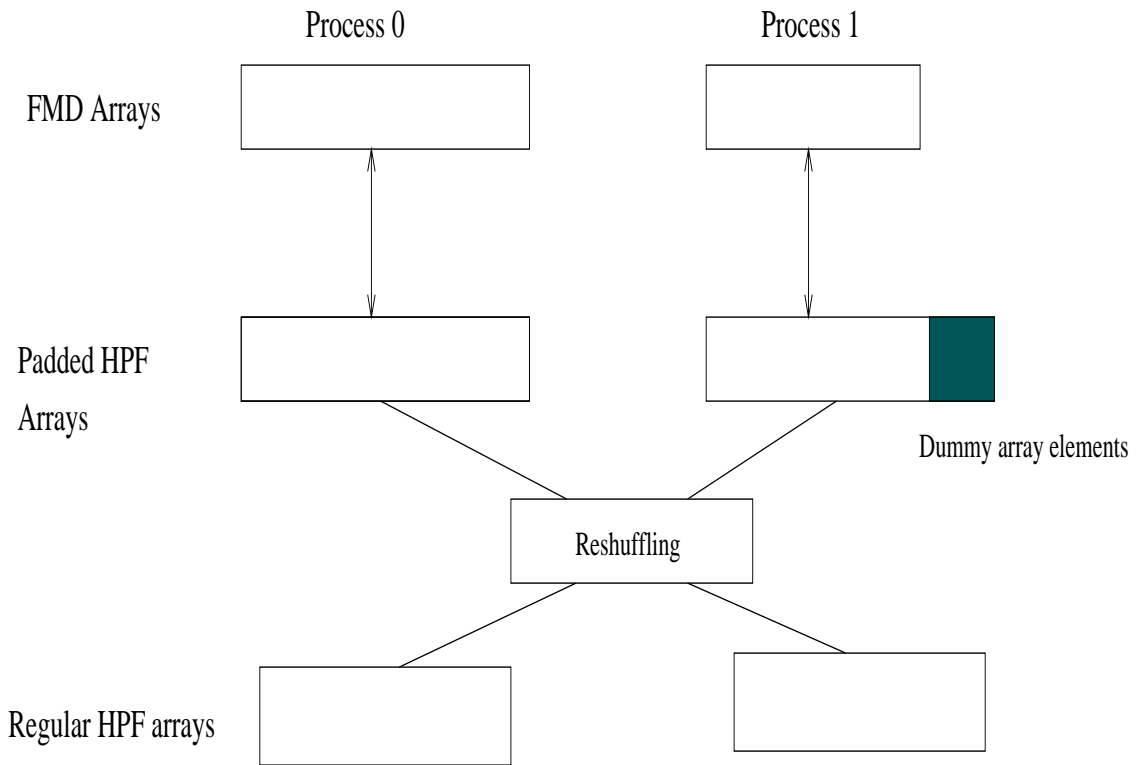 Process 0
Process 1
FMD Arrays
Padded HPF
Arrays
Dummy array elements
Reshuffling
Regular HPF arrays